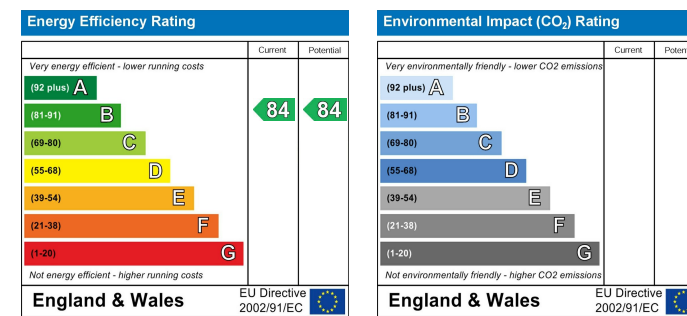 Energy Efficiency Rating
Current Potential
Very energy efficient - lower running costs
(92 plus) A
(81-91) B 84 84
(69-80) C
(55-68) D
(39-54) E
(21-38) F
(1-20) G
Not energy efficient - higher running costs
England & Wales
EU Directive
2002/91/EC
Environmental Impact (CO₂) Rating
Current Poten
Very environmentally friendly - lower CO2 emissions
(92 plus) A
(81-91) B
(69-80) C
(55-68) D
(39-54) E
(21-38) F
(1-20) G
Not environmentally friendly - higher CO2 emissions
England & Wales
EU Directive
2002/91/EC